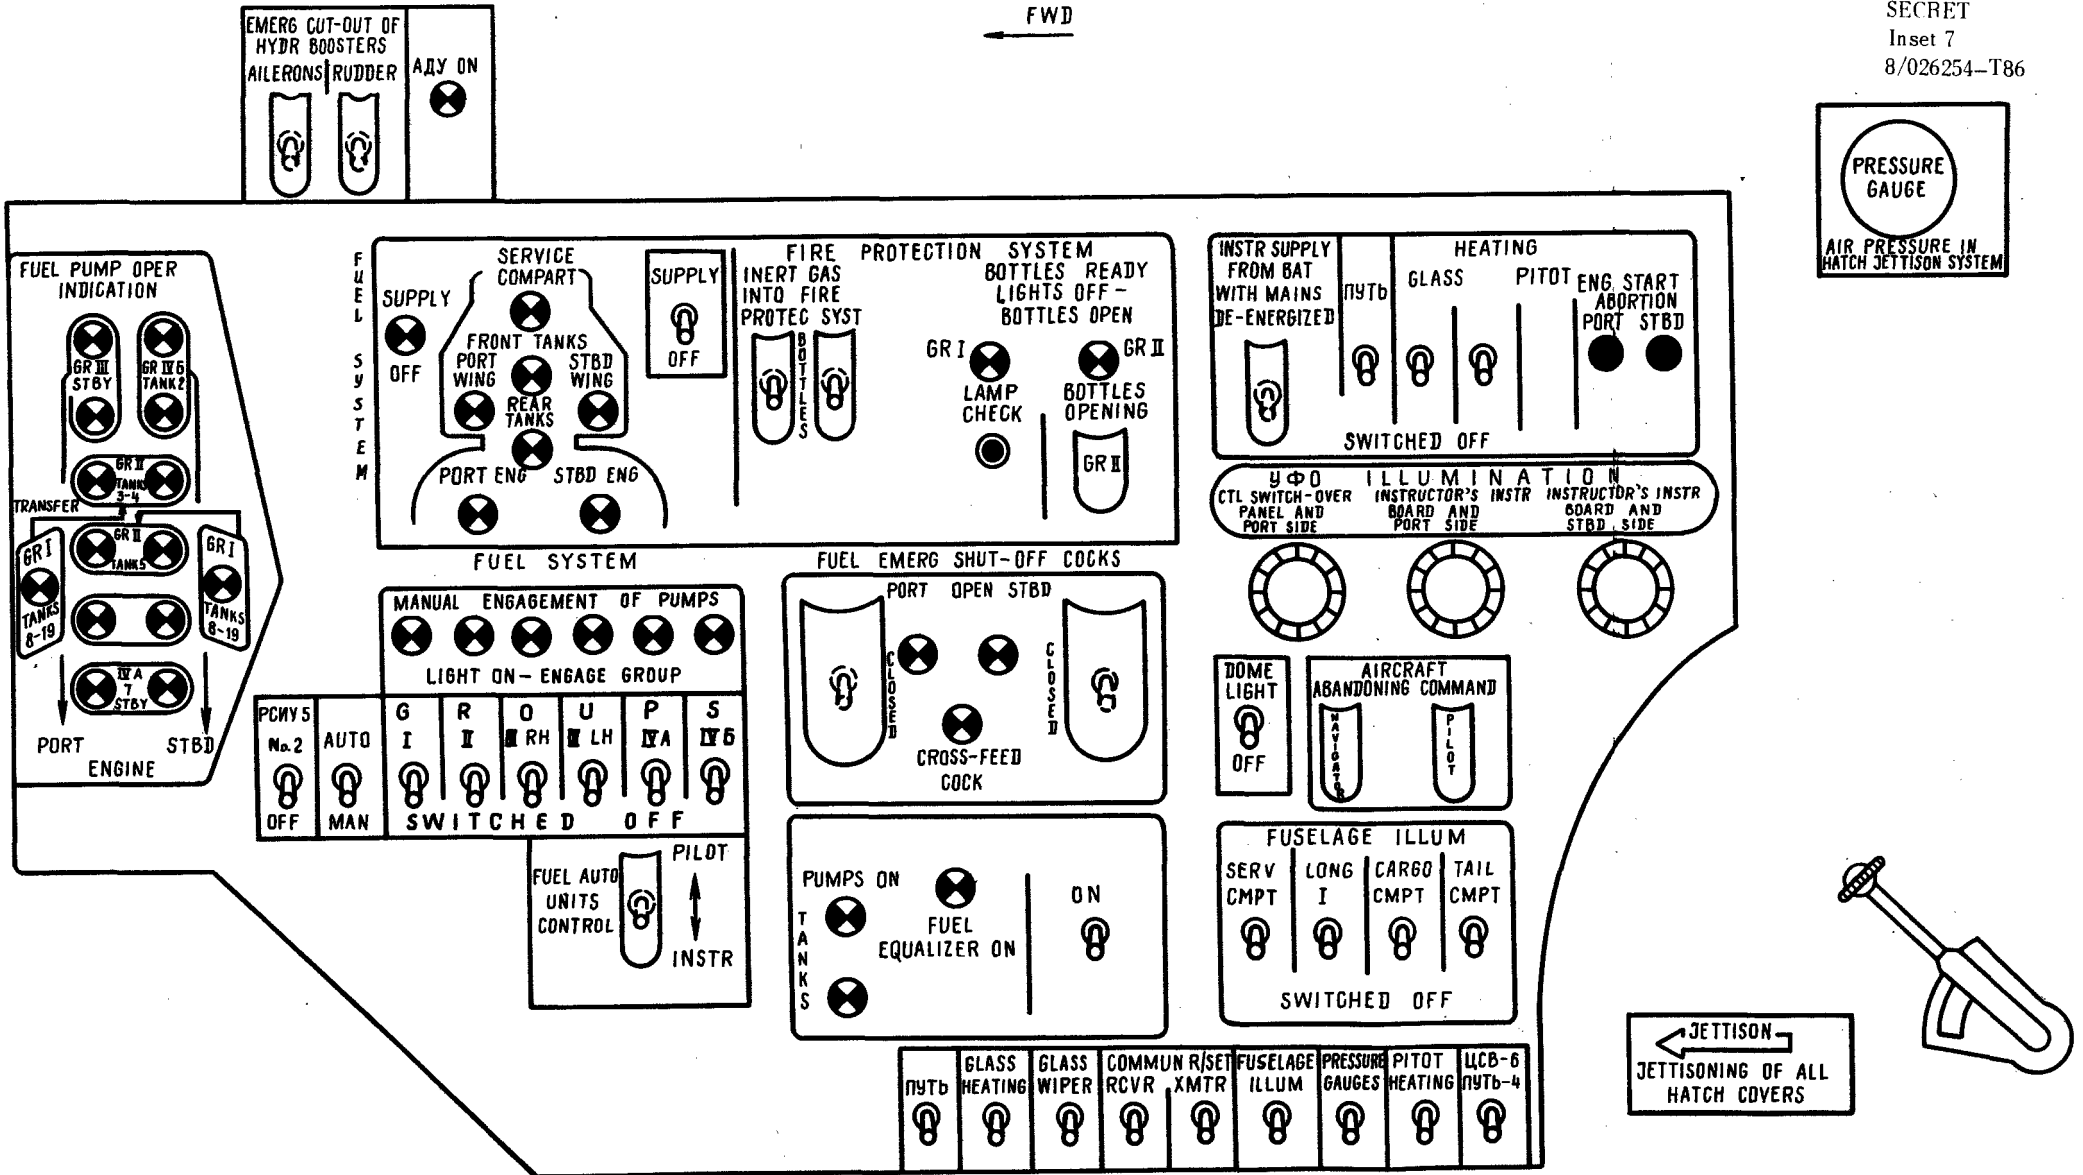 FWD
SECRET
Inset 7
8/026254-T86
EMERG CUT-OUT OF
HYDR BOOSTERS
AILERONS
RUDDER
АДУ ON
PRESSURE
GAUGE
AIR PRESSURE IN
HATCH JETTISON SYSTEM
FUEL PUMP OPER
INDICATION
GR III
STBY
GR IV Б
TANK 2
GR II
TANKS
3-4
TRANSFER
GR II
TANK 5
GR I
TANKS
8-19
GR I
TANKS
8-19
IV A
7
STBY
PORT
STBD
ENGINE
FUEL SYSTEM
SUPPLY
OFF
SERVICE
COMPART
FRONT TANKS
PORT
WING
STBD
WING
REAR
TANKS
PORT ENG
STBD ENG
SUPPLY
OFF
FIRE PROTECTION SYSTEM
INERT GAS
INTO FIRE
PROTEC SYST
BOTTLES
BOTTLES READY
LIGHTS OFF -
BOTTLES OPEN
GR I
GR II
LAMP
CHECK
BOTTLES
OPENING
GR II
INSTR SUPPLY
FROM BAT
WITH MAINS
DE-ENERGIZED
ПУТЬ
HEATING
GLASS
PITOT
ENG START
ABORTION
PORT STBD
SWITCHED OFF
УФО ILLUMINATION
CTL SWITCH-OVER
PANEL AND
PORT SIDE
INSTRUCTOR'S INSTR
BOARD AND
PORT SIDE
INSTRUCTOR'S INSTR
BOARD AND
STBD SIDE
FUEL SYSTEM
MANUAL ENGAGEMENT OF PUMPS
LIGHT ON - ENGAGE GROUP
РСИУ 5
No. 2
OFF
AUTO
MAN
G R O U P S
I II III RH III LH IV A IV Б
SWITCHED OFF
FUEL AUTO
UNITS
CONTROL
PILOT
INSTR
FUEL EMERG SHUT-OFF COCKS
PORT OPEN STBD
CLOSED
CLOSED
CROSS-FEED
COCK
PUMPS ON
TANKS
FUEL
EQUALIZER ON
ON
DOME
LIGHT
OFF
AIRCRAFT
ABANDONING COMMAND
NAVIGATOR
PILOT
FUSELAGE ILLUM
SERV
CMPT
LONG
I
CARGO
CMPT
TAIL
CMPT
SWITCHED OFF
ПУТЬ
GLASS
HEATING
GLASS
WIPER
COMMUN R/SET
RCVR XMTR
FUSELAGE
ILLUM
PRESSURE
GAUGES
PITOT
HEATING
ЦСВ-6
ПУТЬ-4
JETTISON
JETTISONING OF ALL
HATCH COVERS